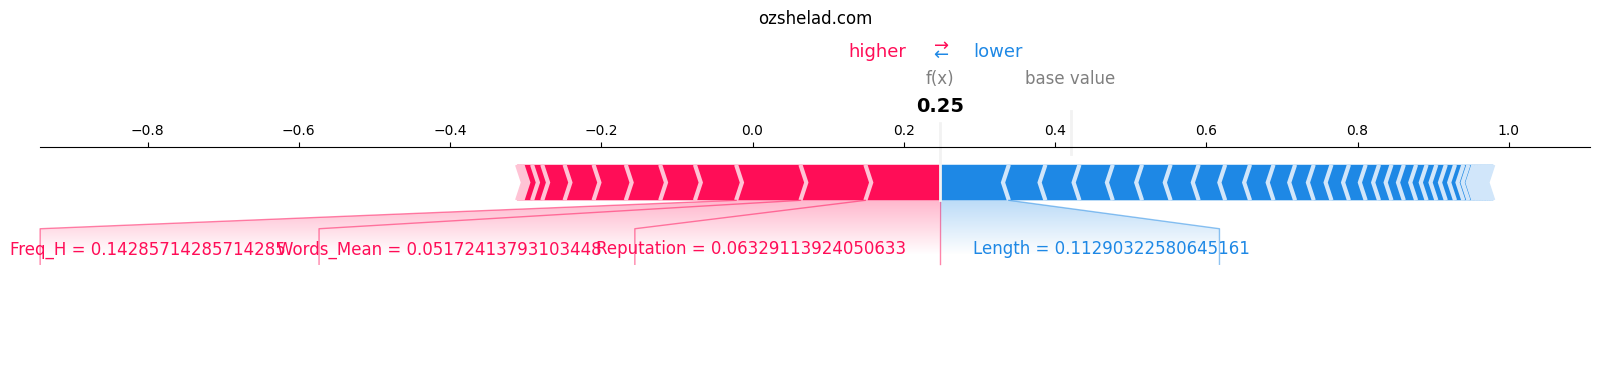 ozshelad.com
higher ⇄ lower
f(x) base value
0.25
−0.8 −0.6 −0.4 −0.2 0.0 0.2 0.4 0.6 0.8 1.0
Freq_H = 0.14285714285714285 Words_Mean = 0.05172413793103448 Reputation = 0.06329113924050633 Length = 0.11290322580645161